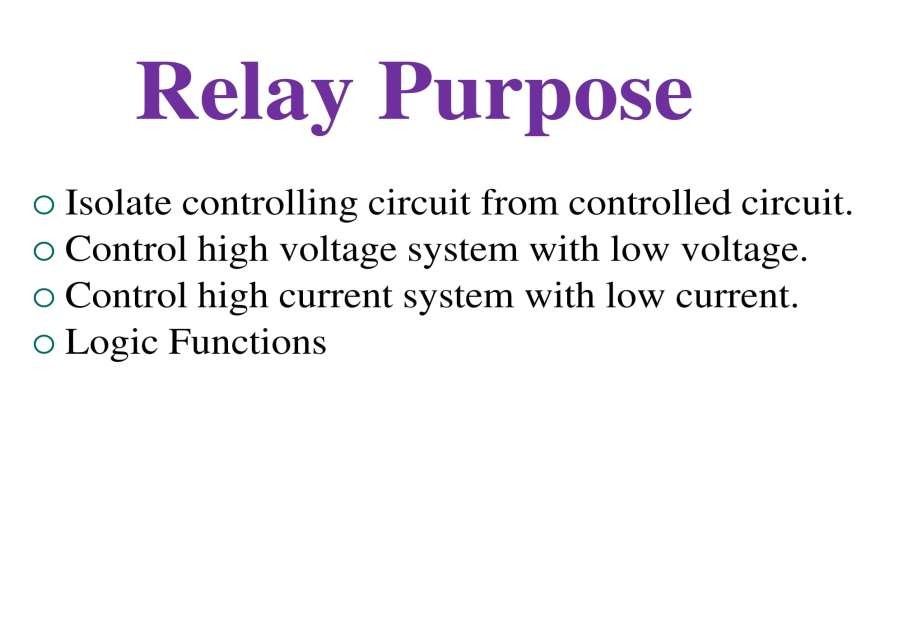 Relay Purpose
Isolate controlling circuit from controlled circuit.
Control high voltage system with low voltage.
Control high current system with low current.
Logic Functions